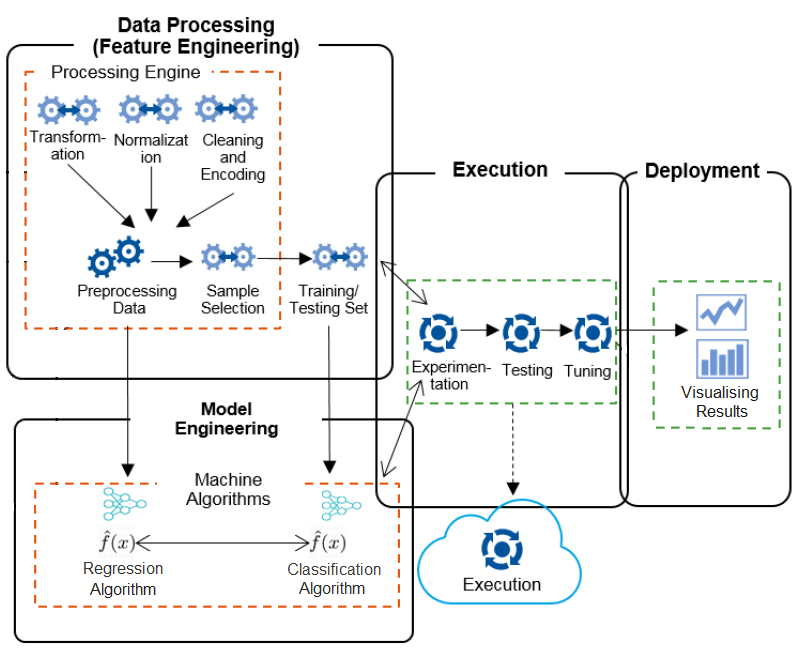 Data Processing
(Feature Engineering)
Processing Engine
Transform-
ation
Normalizat
ion
Cleaning
and
Encoding
Preprocessing
Data
Sample
Selection
Training/
Testing Set
Execution
Experimen-
tation
Testing
Tuning
Deployment
Visualising
Results
Model
Engineering
Machine
Algorithms
f̂(x)
f̂(x)
Regression
Algorithm
Classification
Algorithm
Execution